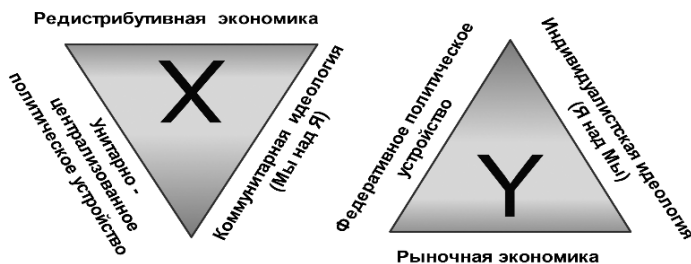 Редистрибутивная экономика
X
Унитарно -
централизованное
политическое устройство
Коммунитарная идеология
(Мы над Я)
Федеративное политическое
устройство
Y
Индивидуалистская идеология
(Я над Мы)
Рыночная экономика